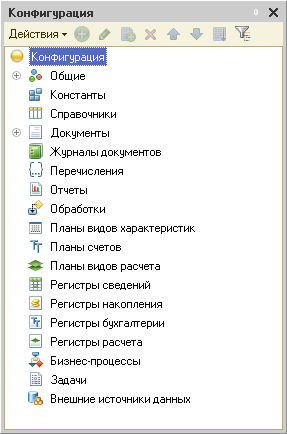 Конфигурация
Действия
Конфигурация
Общие
Константы
Справочники
Документы
Журналы документов
Перечисления
Отчеты
Обработки
Планы видов характеристик
Планы счетов
Планы видов расчета
Регистры сведений
Регистры накопления
Регистры бухгалтерии
Регистры расчета
Бизнес-процессы
Задачи
Внешние источники данных